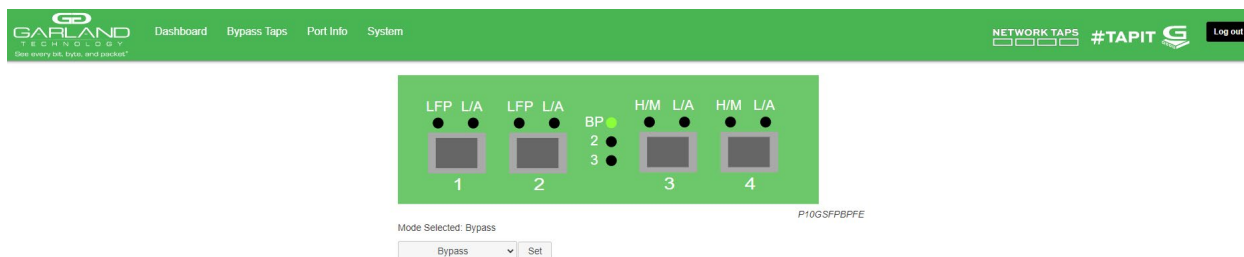 GARLAND
TECHNOLOGY
See every bit, byte, and packet®
Dashboard Bypass Taps Port Info System
NETWORK TAPS #TAPIT
Log out
LFP L/A LFP L/A H/M L/A H/M L/A
BP
2
3
1 2 3 4
P10GSFPBPFE
Mode Selected: Bypass
Bypass Set